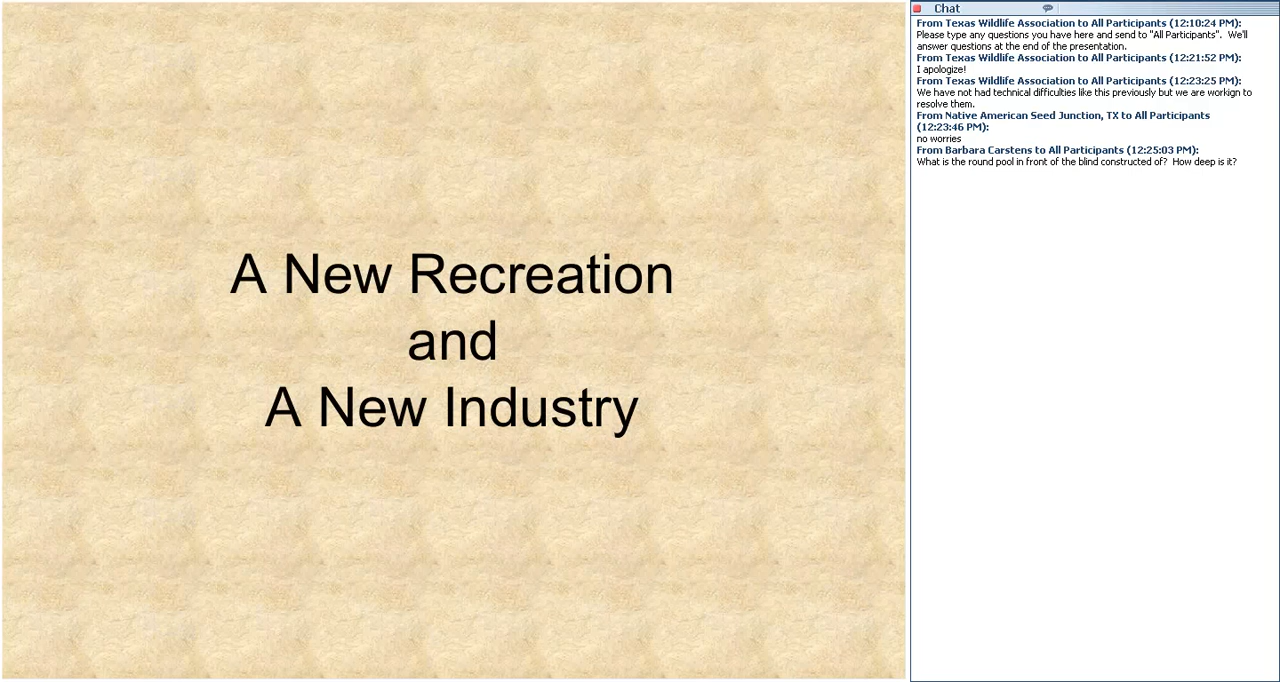 A New Recreation
and
A New Industry
Chat
From Texas Wildlife Association to All Participants (12:10:24 PM):
Please type any questions you have here and send to "All Participants". We'll
answer questions at the end of the presentation.
From Texas Wildlife Association to All Participants (12:21:52 PM):
I apologize!
From Texas Wildlife Association to All Participants (12:23:25 PM):
We have not had technical difficulties like this previously but we are workign to
resolve them.
From Native American Seed Junction, TX to All Participants
(12:23:46 PM):
no worries
From Barbara Carstens to All Participants (12:25:03 PM):
What is the round pool in front of the blind constructed of? How deep is it?